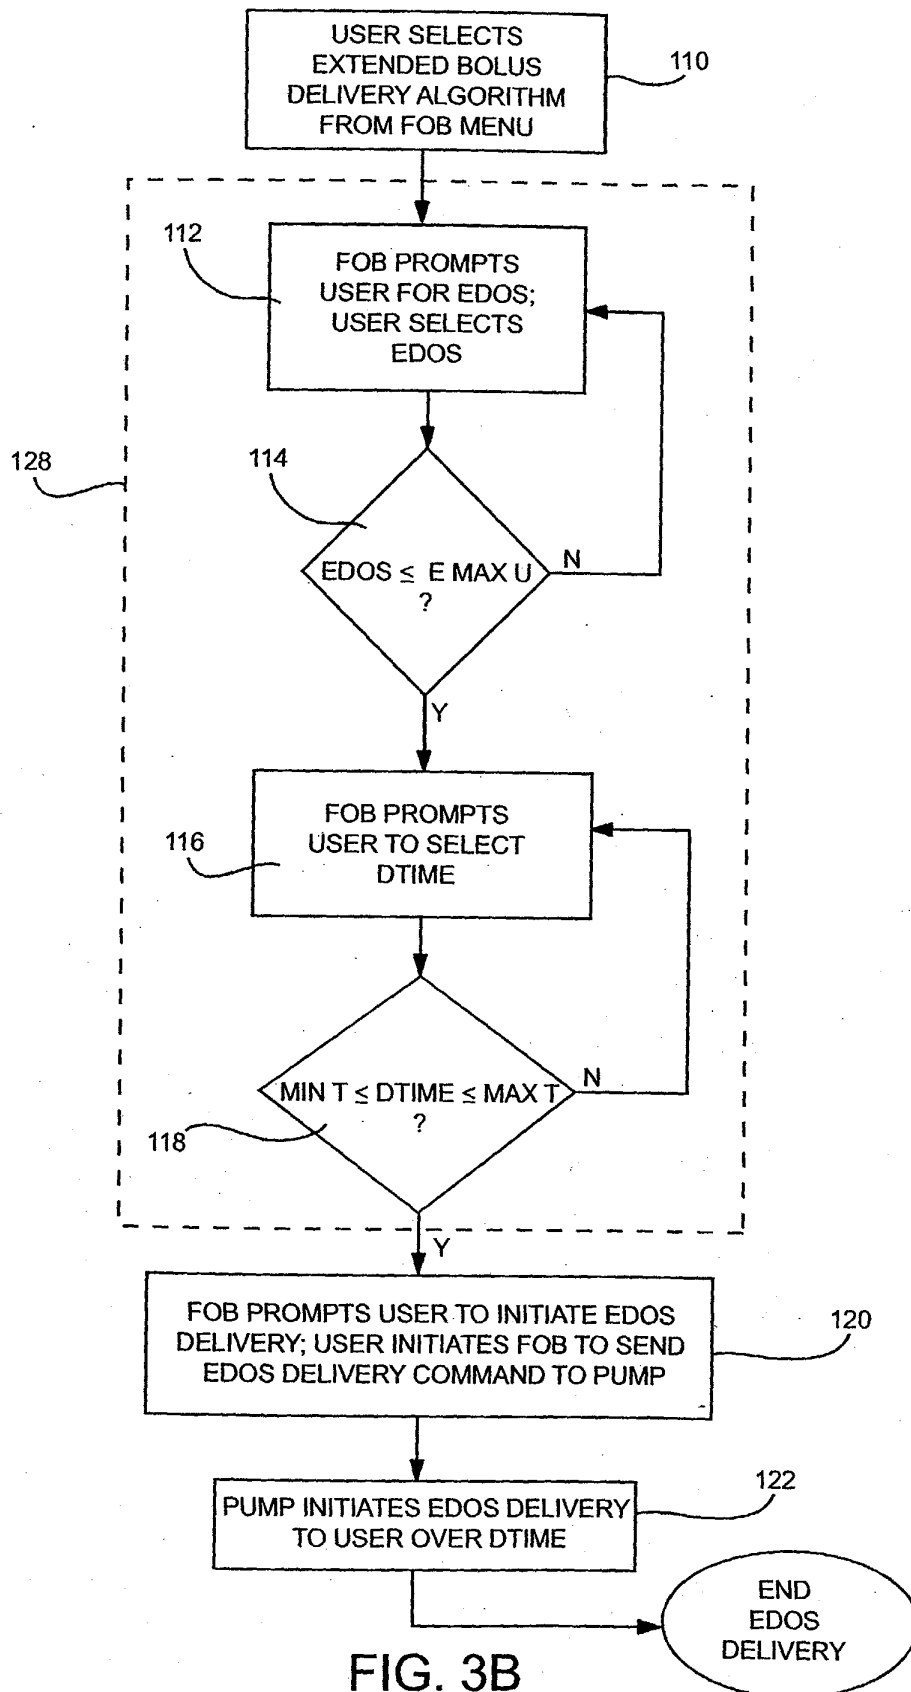 USER SELECTS
EXTENDED BOLUS
DELIVERY ALGORITHM
FROM FOB MENU
110
112
FOB PROMPTS
USER FOR EDOS;
USER SELECTS
EDOS
128
114
EDOS ≤ E MAX U
?
N
Y
FOB PROMPTS
USER TO SELECT
DTIME
116
MIN T ≤ DTIME ≤ MAX T
?
N
118
Y
FOB PROMPTS USER TO INITIATE EDOS
DELIVERY; USER INITIATES FOB TO SEND
EDOS DELIVERY COMMAND TO PUMP
120
PUMP INITIATES EDOS DELIVERY
TO USER OVER DTIME
122
END
EDOS
DELIVERY
FIG. 3B